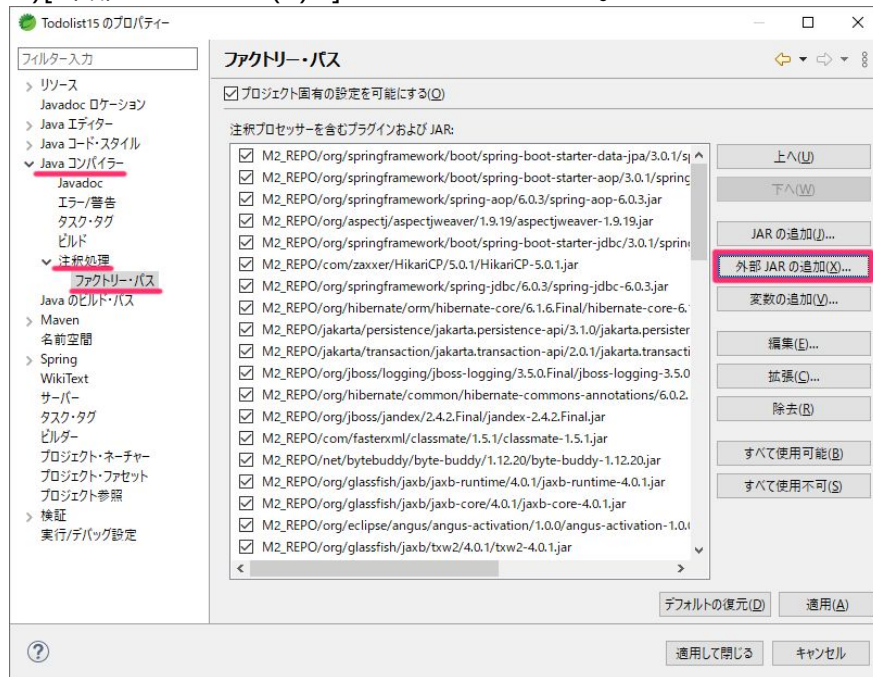 Todolist15 のプロパティー
フィルター入力
リソース
Javadoc ロケーション
Java エディター
Java コード・スタイル
Java コンパイラー
Javadoc
エラー/警告
タスク・タグ
ビルド
注釈処理
ファクトリー・パス
Java のビルド・パス
Maven
名前空間
Spring
WikiText
サーバー
タスク・タグ
ビルダー
プロジェクト・ネーチャー
プロジェクト・ファセット
プロジェクト参照
検証
実行/デバッグ設定
ファクトリー・パス
プロジェクト固有の設定を可能にする(O)
注釈プロセッサーを含むプラグインおよび JAR:
M2_REPO/org/springframework/boot/spring-boot-starter-data-jpa/3.0.1/sp
M2_REPO/org/springframework/boot/spring-boot-starter-aop/3.0.1/spring
M2_REPO/org/springframework/spring-aop/6.0.3/spring-aop-6.0.3.jar
M2_REPO/org/aspectj/aspectjweaver/1.9.19/aspectjweaver-1.9.19.jar
M2_REPO/org/springframework/boot/spring-boot-starter-jdbc/3.0.1/spring
M2_REPO/com/zaxxer/HikariCP/5.0.1/HikariCP-5.0.1.jar
M2_REPO/org/springframework/spring-jdbc/6.0.3/spring-jdbc-6.0.3.jar
M2_REPO/org/hibernate/orm/hibernate-core/6.1.6.Final/hibernate-core-6.
M2_REPO/jakarta/persistence/jakarta.persistence-api/3.1.0/jakarta.persister
M2_REPO/jakarta/transaction/jakarta.transaction-api/2.0.1/jakarta.transacti
M2_REPO/org/jboss/logging/jboss-logging/3.5.0.Final/jboss-logging-3.5.0
M2_REPO/org/hibernate/common/hibernate-commons-annotations/6.0.2.
M2_REPO/org/jboss/jandex/2.4.2.Final/jandex-2.4.2.Final.jar
M2_REPO/com/fasterxml/classmate/1.5.1/classmate-1.5.1.jar
M2_REPO/net/bytebuddy/byte-buddy/1.12.20/byte-buddy-1.12.20.jar
M2_REPO/org/glassfish/jaxb/jaxb-runtime/4.0.1/jaxb-runtime-4.0.1.jar
M2_REPO/org/glassfish/jaxb/jaxb-core/4.0.1/jaxb-core-4.0.1.jar
M2_REPO/org/eclipse/angus/angus-activation/1.0.0/angus-activation-1.0.0
M2_REPO/org/glassfish/jaxb/txw2/4.0.1/txw2-4.0.1.jar
上へ(U)
下へ(W)
JAR の追加(J)...
外部 JAR の追加(X)...
変数の追加(V)...
編集(E)...
拡張(C)...
除去(R)
すべて使用可能(B)
すべて使用不可(S)
デフォルトの復元(D)
適用(A)
適用して閉じる
キャンセル